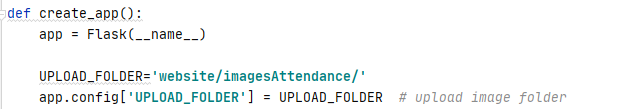 def create_app():
    app = Flask(__name__)
    UPLOAD_FOLDER='website/imagesAttendance/'
    app.config['UPLOAD_FOLDER'] = UPLOAD_FOLDER  # upload image folder